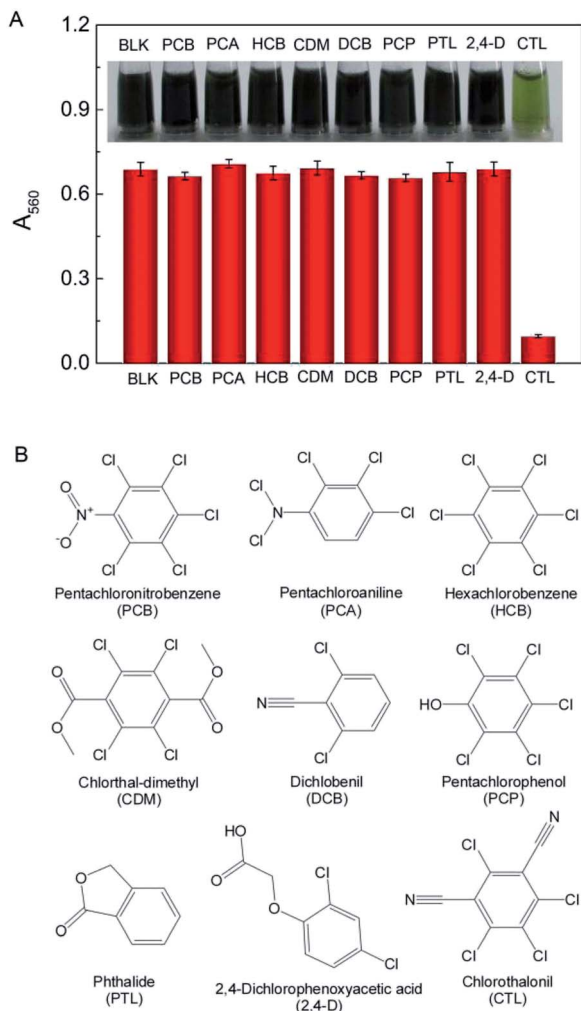 A
1.2
BLK PCB PCA HCB CDM DCB PCP PTL 2,4-D CTL
0.9
0.6
A560
0.3
0.0
BLK PCB PCA HCB CDM DCB PCP PTL 2,4-D CTL
B
O Cl Cl
N+ Cl
-O Cl Cl
Cl Cl Cl
N Cl
Cl
Cl Cl
Cl Cl
Cl Cl
Pentachloronitrobenzene
(PCB)
Pentachloroaniline
(PCA)
Hexachlorobenzene
(HCB)
Cl Cl O
O
O Cl Cl O
Cl
N
Cl
Cl Cl
HO Cl
Cl Cl
Chlorthal-dimethyl
(CDM)
Dichlobenil
(DCB)
Pentachlorophenol
(PCP)
O
O
HO
O
O
Cl
Cl
N
Cl
N Cl
Cl Cl
Phthalide
(PTL)
2,4-Dichlorophenoxyacetic acid
(2,4-D)
Chlorothalonil
(CTL)